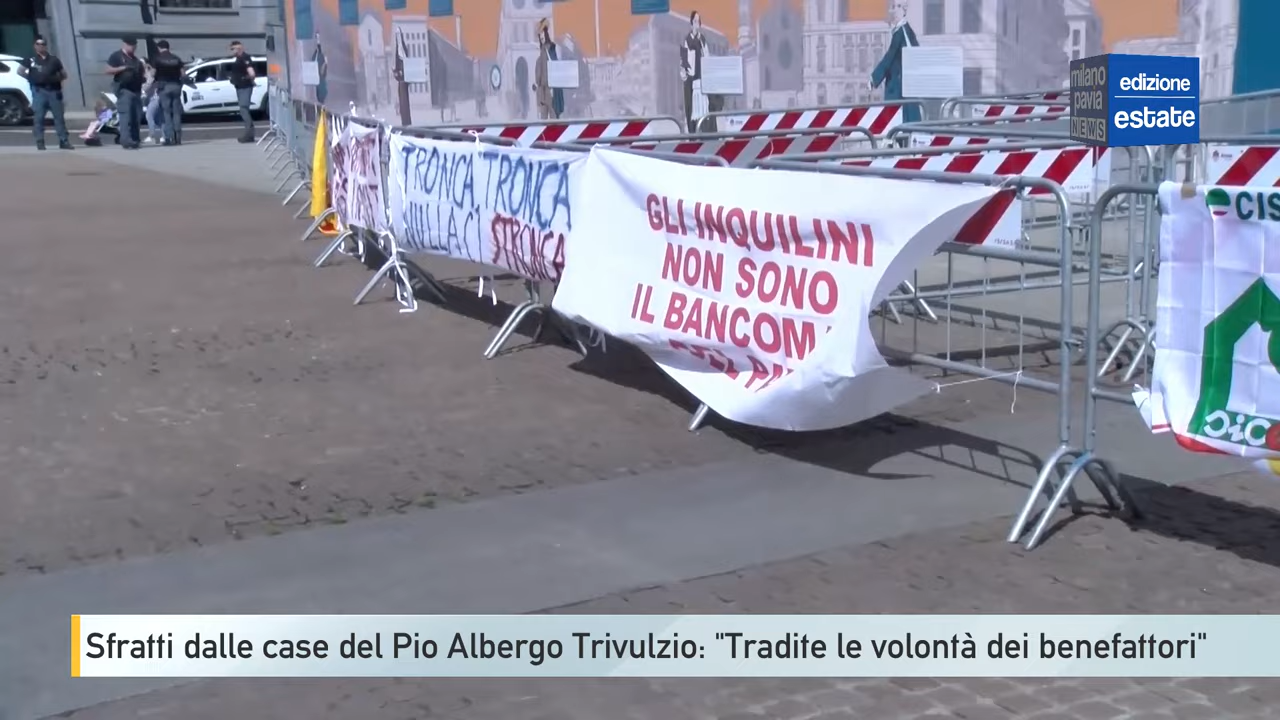 milano
pavia
NEWS
edizione
estate
TRONCA TRONCA
NULLA CI STRONCA
GLI INQUILINI
NON SONO
IL BANCOM
CIS
sic
Sfratti dalle case del Pio Albergo Trivulzio: "Tradite le volontà dei benefattori"